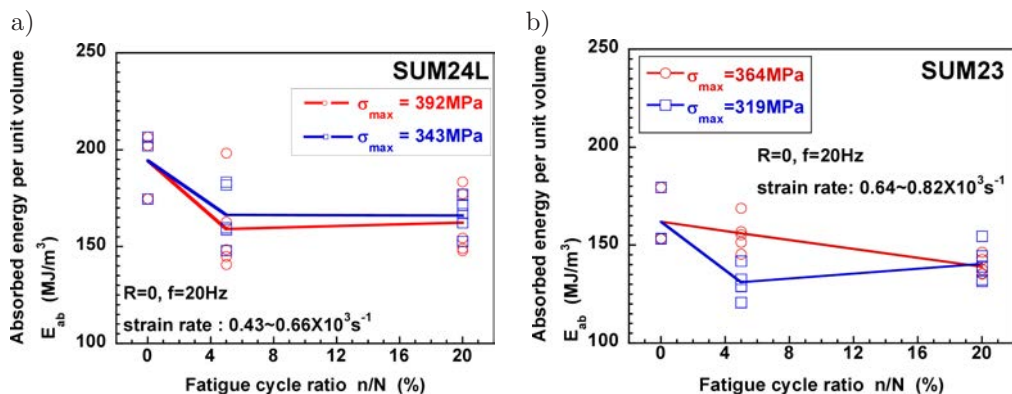 a)
SUM24L
σmax = 392MPa
σmax = 343MPa
R=0, f=20Hz
strain rate : 0.43~0.66X10³s⁻¹
250
200
150
100
0 4 8 12 16 20
Absorbed energy per unit volume
Eab (MJ/m³)
Fatigue cycle ratio n/N (%)
b)
SUM23
σmax=364MPa
σmax=319MPa
R=0, f=20Hz
strain rate: 0.64~0.82X10³s⁻¹
250
200
150
100
0 4 8 12 16 20
Absorbed energy per unit volume
Eab (MJ/m³)
Fatigue cycle ratio n/N (%)